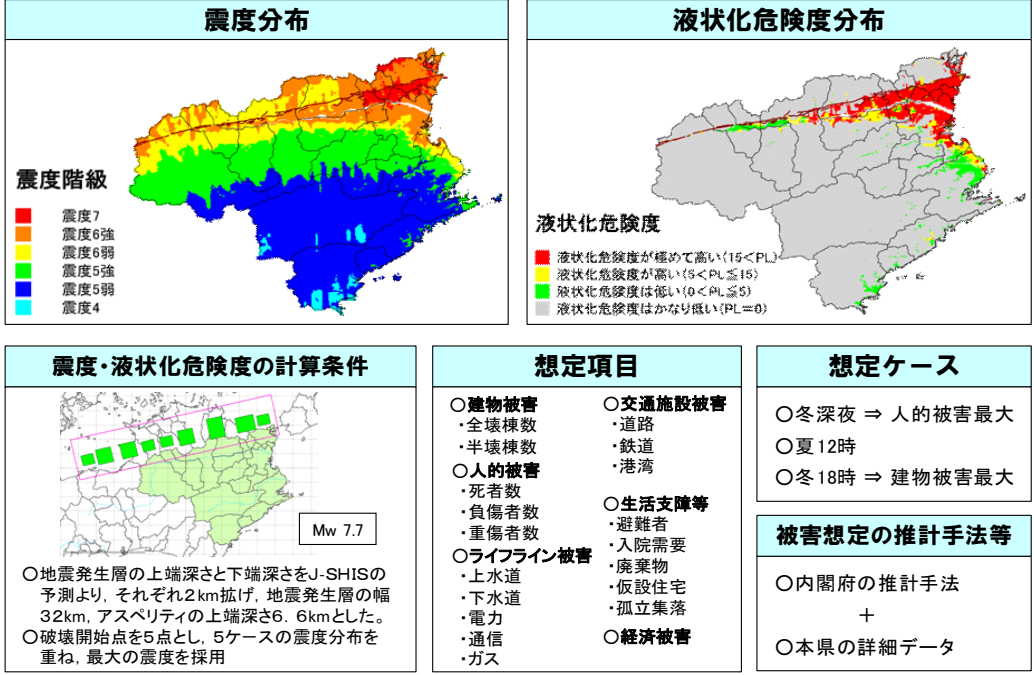 震度分布
震度階級
震度7
震度6強
震度6弱
震度5強
震度5弱
震度4
液状化危険度分布
液状化危険度
液状化危険度が極めて高い(15<PL)
液状化危険度が高い(5<PL≦15)
液状化危険度は低い(0<PL≦5)
液状化危険度はかなり低い(PL=0)
震度・液状化危険度の計算条件
Mw 7.7
○地震発生層の上端深さと下端深さをJ-SHISの
予測より，それぞれ2km拡げ，地震発生層の幅
32km，アスペリティの上端深さ6．6kmとした。
○破壊開始点を5点とし，5ケースの震度分布を
重ね，最大の震度を採用
想定項目
○建物被害
・全壊棟数
・半壊棟数
○人的被害
・死者数
・負傷者数
・重傷者数
○ライフライン被害
・上水道
・下水道
・電力
・通信
・ガス
○交通施設被害
・道路
・鉄道
・港湾
○生活支障等
・避難者
・入院需要
・廃棄物
・仮設住宅
・孤立集落
○経済被害
想定ケース
○冬深夜 ⇒ 人的被害最大
○夏12時
○冬18時 ⇒ 建物被害最大
被害想定の推計手法等
○内閣府の推計手法
＋
○本県の詳細データ